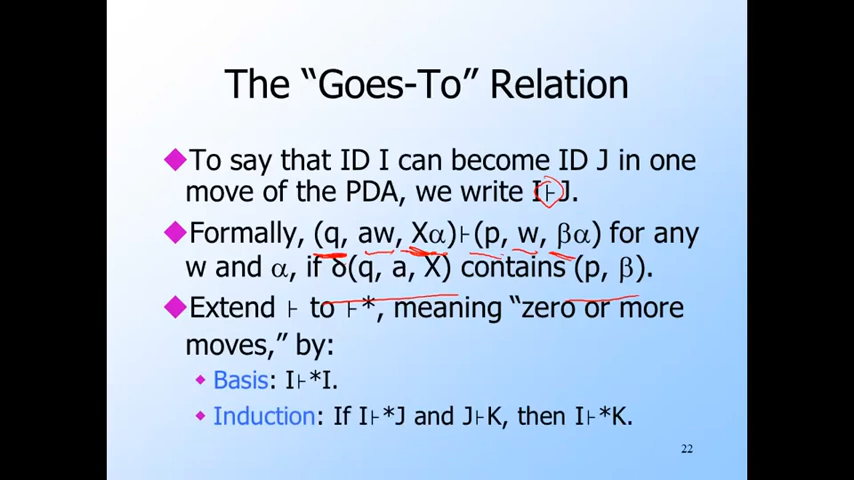 The “Goes-To” Relation
To say that ID I can become ID J in one
move of the PDA, we write I⊦J.
Formally, (q, aw, Xα)⊦(p, w, βα) for any
w and α, if δ(q, a, X) contains (p, β).
Extend ⊦ to ⊦*, meaning “zero or more
moves,” by:
Basis: I⊦*I.
Induction: If I⊦*J and J⊦K, then I⊦*K.
22